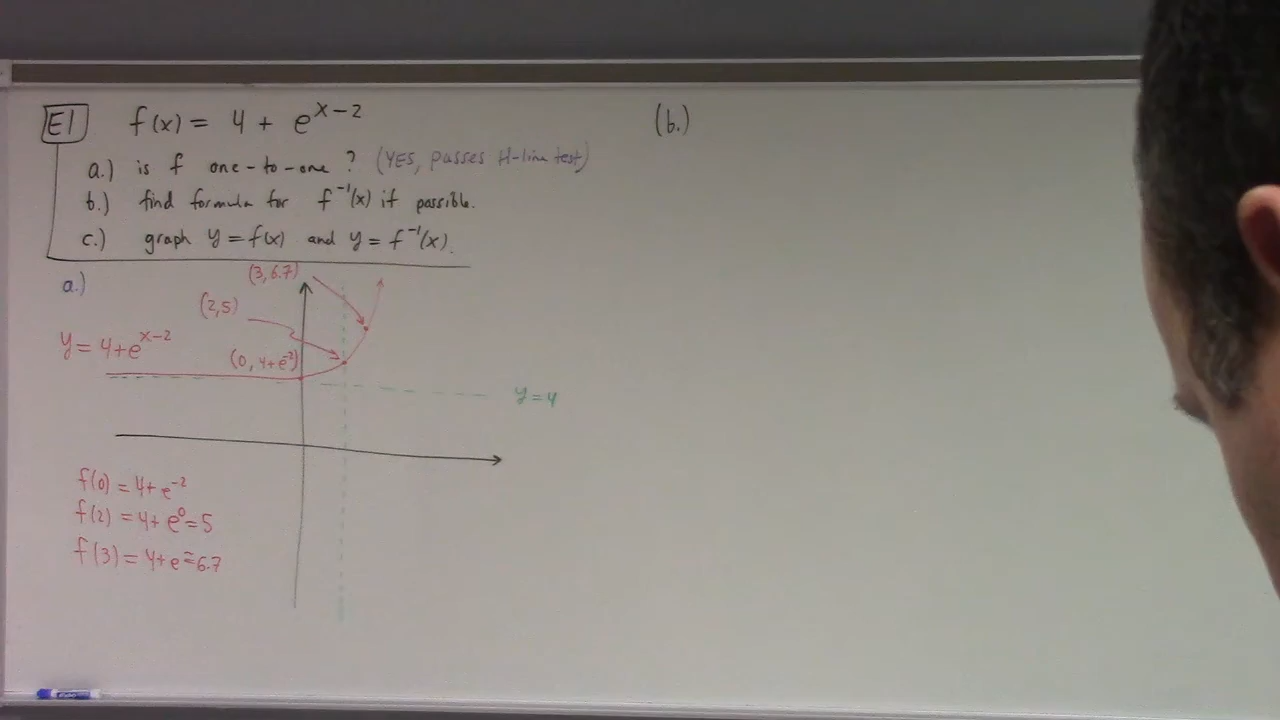 E1 f(x) = 4 + e^{x-2}
a.) is f one-to-one? (YES, passes H-line test)
b.) find formula for f^{-1}(x) if possible.
c.) graph y = f(x) and y = f^{-1}(x).
a.)
(3, 6.7)
(2, 5)
y = 4+e^{x-2}
(0, 4+e^{-2})
y = 4
f(0) = 4+e^{-2}
f(2) = 4+e^0 = 5
f(3) = 4+e ≅ 6.7
(b.)